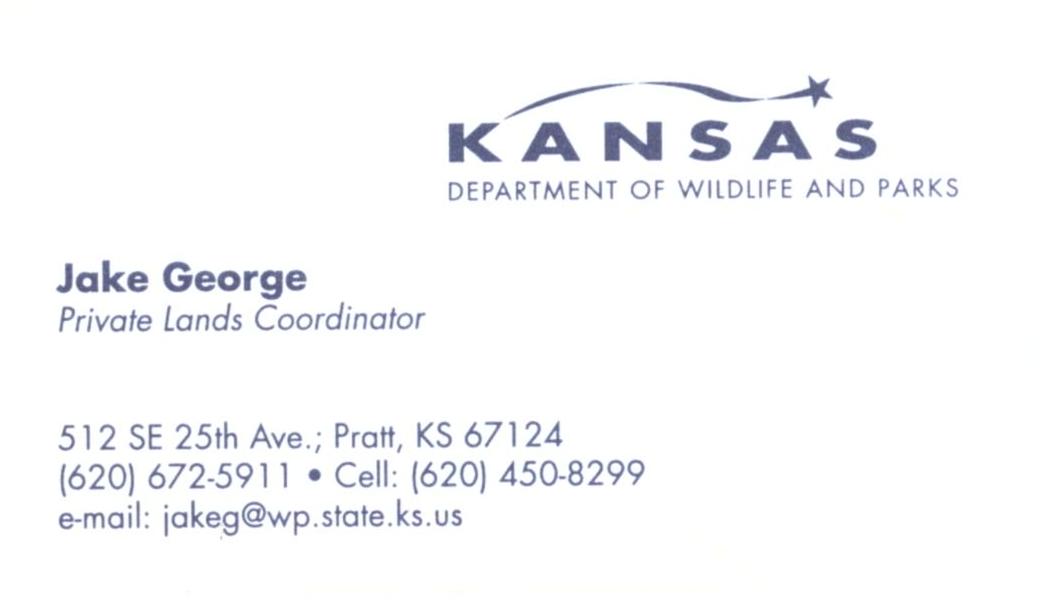 KANSAS
DEPARTMENT OF WILDLIFE AND PARKS
Jake George
Private Lands Coordinator
512 SE 25th Ave.; Pratt, KS 67124
(620) 672-5911 • Cell: (620) 450-8299
e-mail: jakeg@wp.state.ks.us